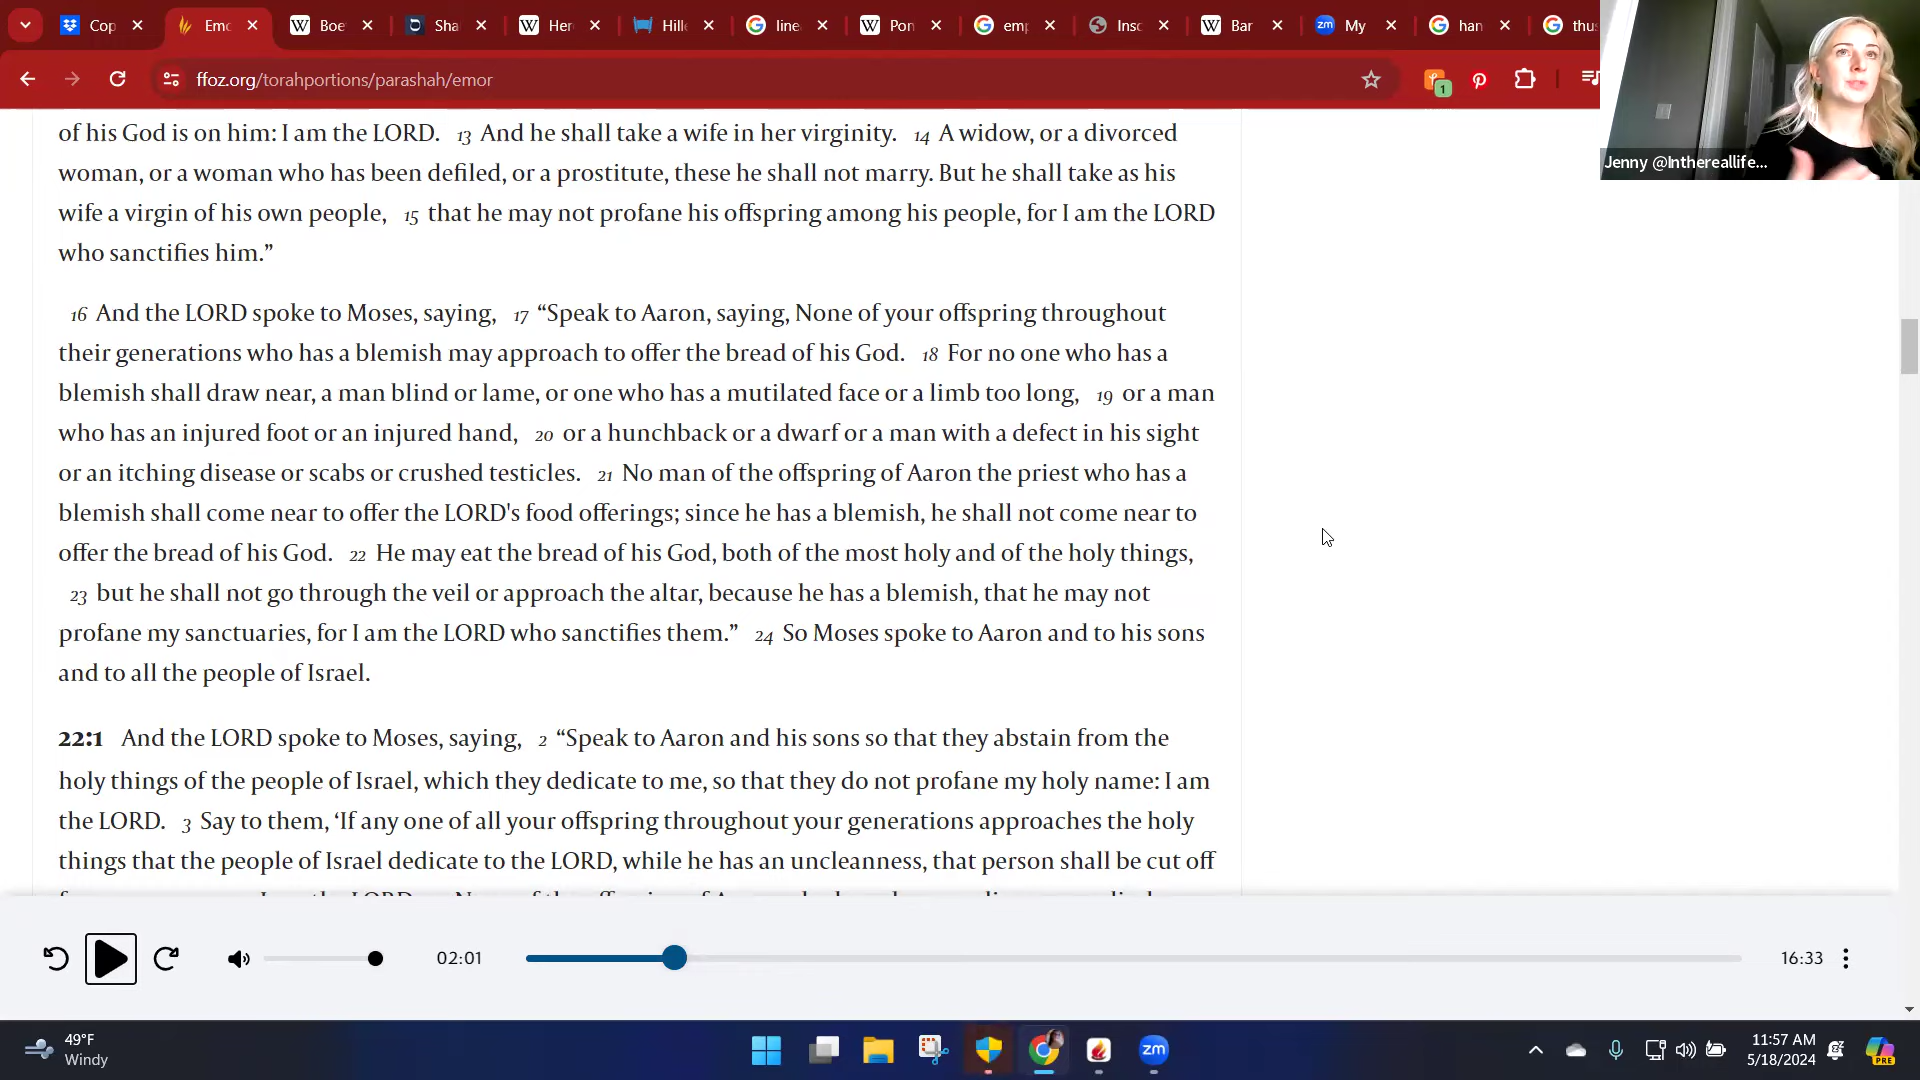 Cop
Emo
Boe
Sha
Her
Hille
line
Pon
emp
Insc
Bar
My
han
thu
ffoz.org/torahportions/parashah/emor
1
Jenny @Inthereallife...
of his God is on him: I am the LORD. 13 And he shall take a wife in her virginity. 14 A widow, or a divorced
woman, or a woman who has been defiled, or a prostitute, these he shall not marry. But he shall take as his
wife a virgin of his own people, 15 that he may not profane his offspring among his people, for I am the LORD
who sanctifies him.”
16 And the LORD spoke to Moses, saying, 17 “Speak to Aaron, saying, None of your offspring throughout
their generations who has a blemish may approach to offer the bread of his God. 18 For no one who has a
blemish shall draw near, a man blind or lame, or one who has a mutilated face or a limb too long, 19 or a man
who has an injured foot or an injured hand, 20 or a hunchback or a dwarf or a man with a defect in his sight
or an itching disease or scabs or crushed testicles. 21 No man of the offspring of Aaron the priest who has a
blemish shall come near to offer the LORD's food offerings; since he has a blemish, he shall not come near to
offer the bread of his God. 22 He may eat the bread of his God, both of the most holy and of the holy things,
23 but he shall not go through the veil or approach the altar, because he has a blemish, that he may not
profane my sanctuaries, for I am the LORD who sanctifies them.” 24 So Moses spoke to Aaron and to his sons
and to all the people of Israel.
22:1 And the LORD spoke to Moses, saying, 2 “Speak to Aaron and his sons so that they abstain from the
holy things of the people of Israel, which they dedicate to me, so that they do not profane my holy name: I am
the LORD. 3 Say to them, ‘If any one of all your offspring throughout your generations approaches the holy
things that the people of Israel dedicate to the LORD, while he has an uncleanness, that person shall be cut off
02:01
16:33
49°F
Windy
zm
11:57 AM
5/18/2024
PRE